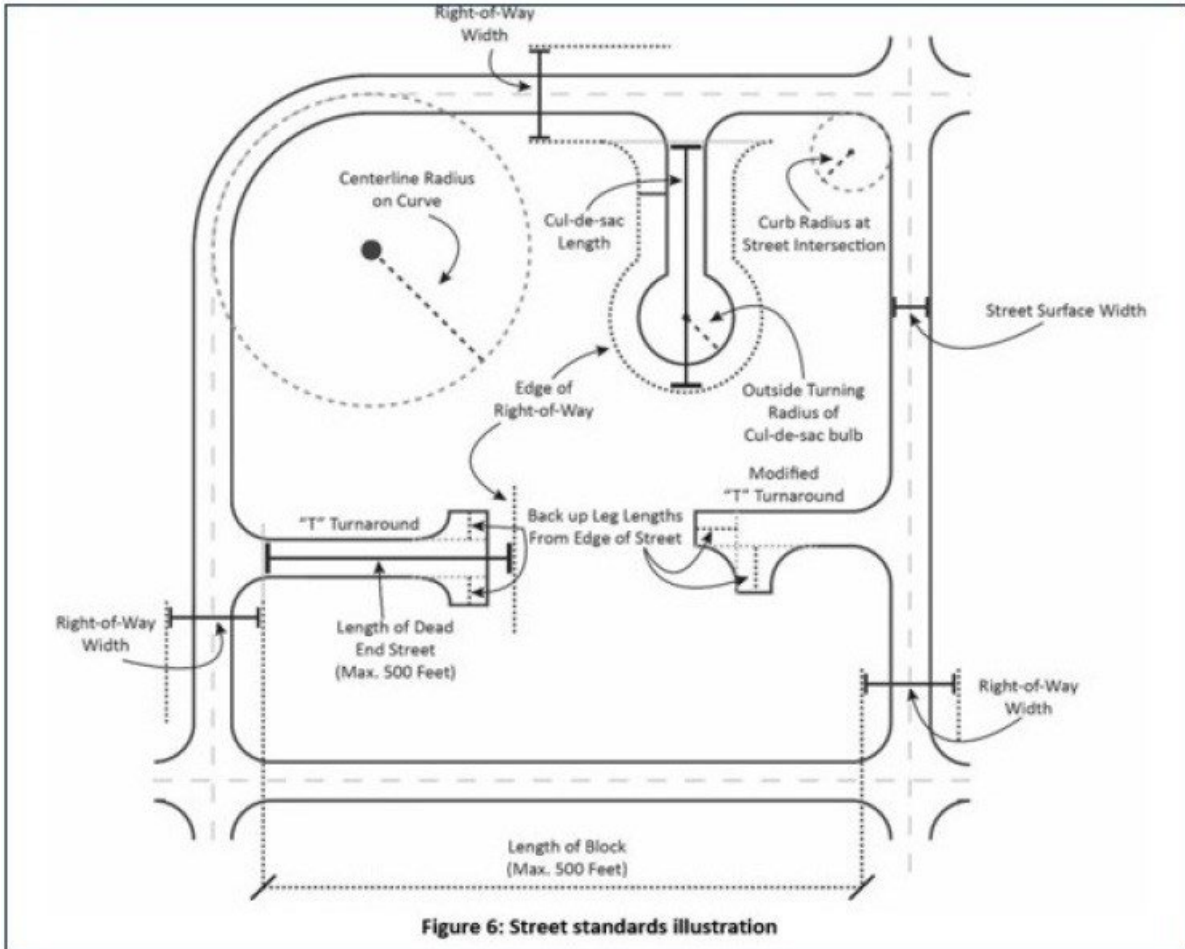 Right-of-Way
Width
Centerline Radius
on Curve
Cul-de-sac
Length
Curb Radius at
Street Intersection
Street Surface Width
Edge of
Right-of-Way
Outside Turning
Radius of
Cul-de-sac bulb
Modified
"T" Turnaround
"T" Turnaround
Back up Leg Lengths
From Edge of Street
Right-of-Way
Width
Length of Dead
End Street
(Max. 500 Feet)
Right-of-Way
Width
Length of Block
(Max. 500 Feet)
Figure 6: Street standards illustration